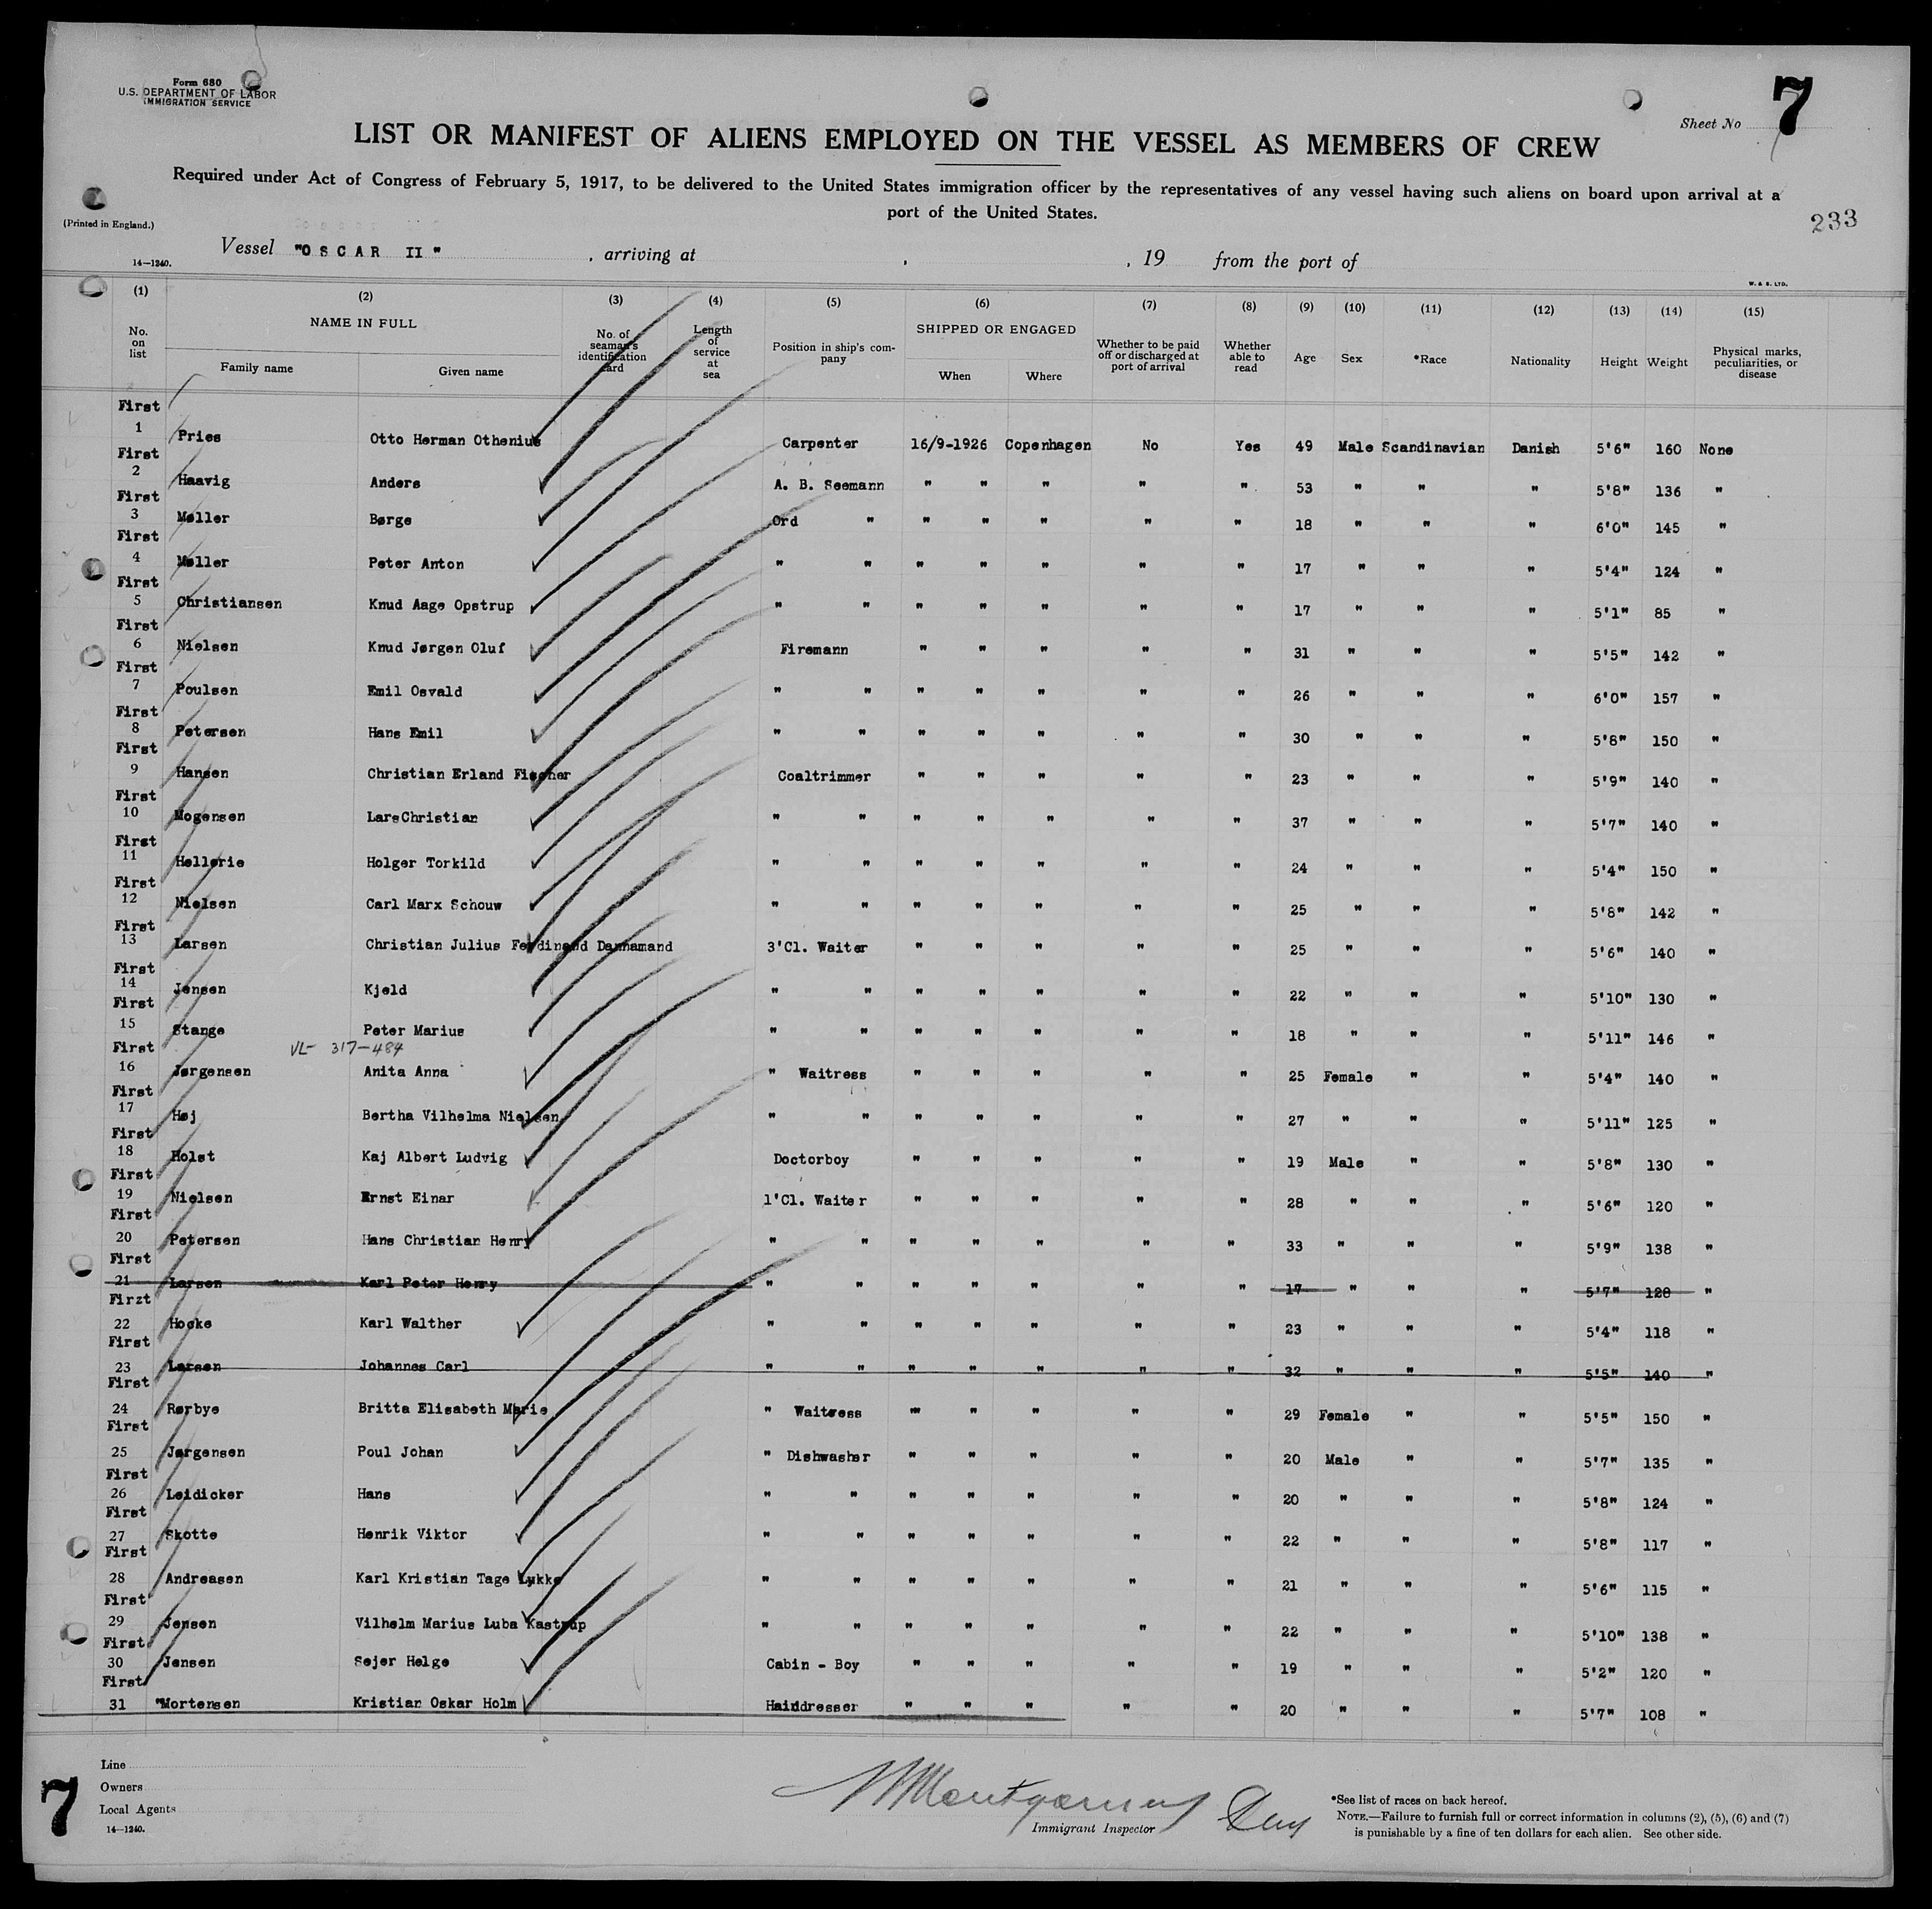 Form 680
U.S. DEPARTMENT OF LABOR
IMMIGRATION SERVICE
Sheet No 7
LIST OR MANIFEST OF ALIENS EMPLOYED ON THE VESSEL AS MEMBERS OF CREW
Required under Act of Congress of February 5, 1917, to be delivered to the United States immigration officer by the representatives of any vessel having such aliens on board upon arrival at a
port of the United States.
233
(Printed in England.)
Vessel "OSCAR II" , arriving at , , 19 from the port of
14—1240.
W. & S. LTD.
(1) (2) (3) (4) (5) (6) (7) (8) (9) (10) (11) (12) (13) (14) (15)
No. on list NAME IN FULL Family name Given name No. of seaman's identification card Length of service at sea Position in ship's company SHIPPED OR ENGAGED When Where Whether to be paid off or discharged at port of arrival Whether able to read Age Sex *Race Nationality Height Weight Physical marks, peculiarities, or disease
First
1 Pries Otto Herman Othenius Carpenter 16/9-1926 Copenhagen No Yes 49 Male Scandinavian Danish 5'6" 160 None
First
2 Haavig Anders A. B. Seemann " " " " " 53 " " " 5'8" 136 "
First
3 Møller Børge Ord " " " " " " 18 " " " 6'0" 145 "
First
4 Møller Peter Anton " " " " " " " 17 " " " 5'4" 124 "
First
5 Christiansen Knud Aage Opstrup " " " " " " " 17 " " " 5'1" 85 "
First
6 Nielsen Knud Jørgen Oluf Firemann " " " " " 31 " " " 5'5" 142 "
First
7 Poulsen Emil Osvald " " " " " " " 26 " " " 6'0" 157 "
First
8 Petersen Hans Emil " " " " " " " 30 " " " 5'8" 150 "
First
9 Hansen Christian Erland Fischer Coaltrimmer " " " " " 23 " " " 5'9" 140 "
First
10 Mogensen LarsChristian " " " " " " " 37 " " " 5'7" 140 "
First
11 Hellerie Holger Torkild " " " " " " " 24 " " " 5'4" 150 "
First
12 Nielsen Carl Marx Schouw " " " " " " " 25 " " " 5'8" 142 "
First
13 Larsen Christian Julius Ferdinand Dannamand 3'Cl. Waiter " " " " " 25 " " " 5'6" 140 "
First
14 Jensen Kjeld " " " " " " " 22 " " " 5'10" 130 "
First
15 Stange Peter Marius " " " " " " " 18 " " " 5'11" 146 "
First VL- 317-484
16 Jørgensen Anita Anna " Waitress " " " " " 25 Female " " 5'4" 140 "
First
17 Høj Bertha Vilhelma Nielsen " " " " " " " 27 " " " 5'11" 125 "
First
18 Holst Kaj Albert Ludvig Doctorboy " " " " " 19 Male " " 5'8" 130 "
First
19 Nielsen Ernst Einar 1'Cl. Waiter " " " " " 28 " " " 5'6" 120 "
First
20 Petersen Hans Christian Henry " " " " " " " 33 " " " 5'9" 138 "
First
21 Larsen Karl Peter Henry " " " " " " " 17 " " " 5'7" 128 "
Firzt
22 Hocke Karl Walther " " " " " " " 23 " " " 5'4" 118 "
First
23 Larsen Johannes Carl " " " " " " " 32 " " " 5'5" 140 "
First
24 Rørbye Britta Elisabeth Marie " Waitress " " " " " 29 Female " " 5'5" 150 "
First
25 Jørgensen Poul Johan " Dishwasher " " " " " 20 Male " " 5'7" 135 "
First
26 Leidicker Hans " " " " " " " 20 " " " 5'8" 124 "
First
27 Skotte Henrik Viktor " " " " " " " 22 " " " 5'8" 117 "
First
28 Andreasen Karl Kristian Tage Lykke " " " " " " " 21 " " " 5'6" 115 "
First
29 Jensen Vilhelm Marius Luba Kastrup " " " " " " " 22 " " " 5'10" 138 "
First
30 Jensen Sejer Helge Cabin - Boy " " " " " 19 " " " 5'2" 120 "
First
31 "Mortensen Kristian Oskar Holm Hairdresser " " " " " 20 " " " 5'7" 108 "
Line
Owners
Local Agents
14—1240.
7
Montgomery
Immigrant Inspector
*See list of races on back hereof.
NOTE.—Failure to furnish full or correct information in columns (2), (5), (6) and (7)
is punishable by a fine of ten dollars for each alien. See other side.